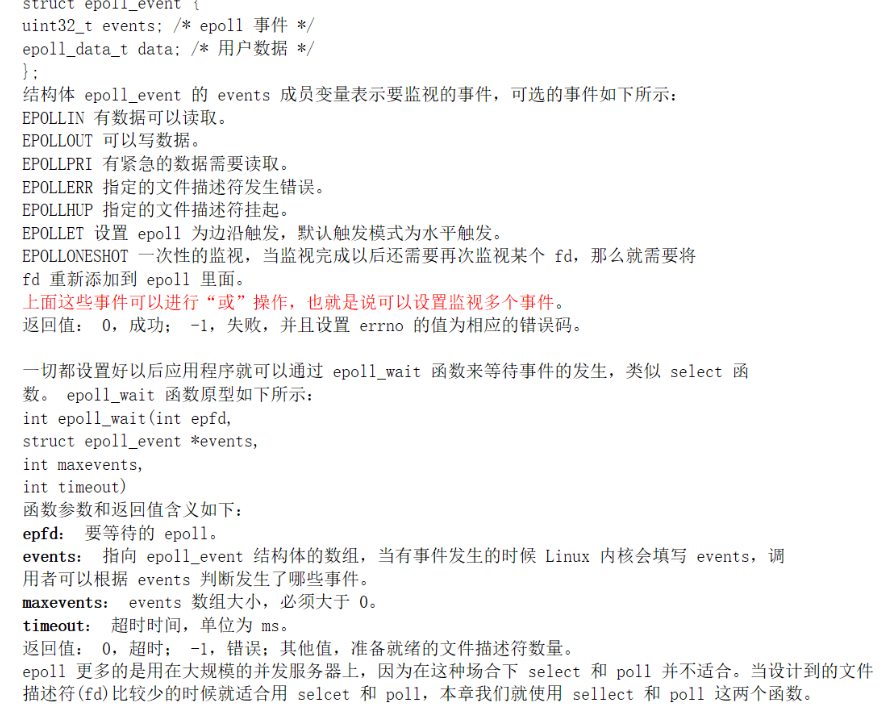 struct epoll_event {
uint32_t events; /* epoll 事件 */
epoll_data_t data; /* 用户数据 */
};
结构体 epoll_event 的 events 成员变量表示要监视的事件，可选的事件如下所示：
EPOLLIN 有数据可以读取。
EPOLLOUT 可以写数据。
EPOLLPRI 有紧急的数据需要读取。
EPOLLERR 指定的文件描述符发生错误。
EPOLLHUP 指定的文件描述符挂起。
EPOLLET 设置 epoll 为边沿触发，默认触发模式为水平触发。
EPOLLONESHOT 一次性的监视，当监视完成以后还需要再次监视某个 fd，那么就需要将
fd 重新添加到 epoll 里面。
上面这些事件可以进行“或”操作，也就是说可以设置监视多个事件。
返回值： 0，成功； -1，失败，并且设置 errno 的值为相应的错误码。
一切都设置好以后应用程序就可以通过 epoll_wait 函数来等待事件的发生，类似 select 函
数。 epoll_wait 函数原型如下所示：
int epoll_wait(int epfd,
struct epoll_event *events,
int maxevents,
int timeout)
函数参数和返回值含义如下：
epfd： 要等待的 epoll。
events： 指向 epoll_event 结构体的数组，当有事件发生的时候 Linux 内核会填写 events，调
用者可以根据 events 判断发生了哪些事件。
maxevents： events 数组大小，必须大于 0。
timeout： 超时时间，单位为 ms。
返回值： 0，超时； -1，错误；其他值，准备就绪的文件描述符数量。
epoll 更多的是用在大规模的并发服务器上，因为在这种场合下 select 和 poll 并不适合。当设计到的文件
描述符(fd)比较少的时候就适合用 selcet 和 poll，本章我们就使用 sellect 和 poll 这两个函数。